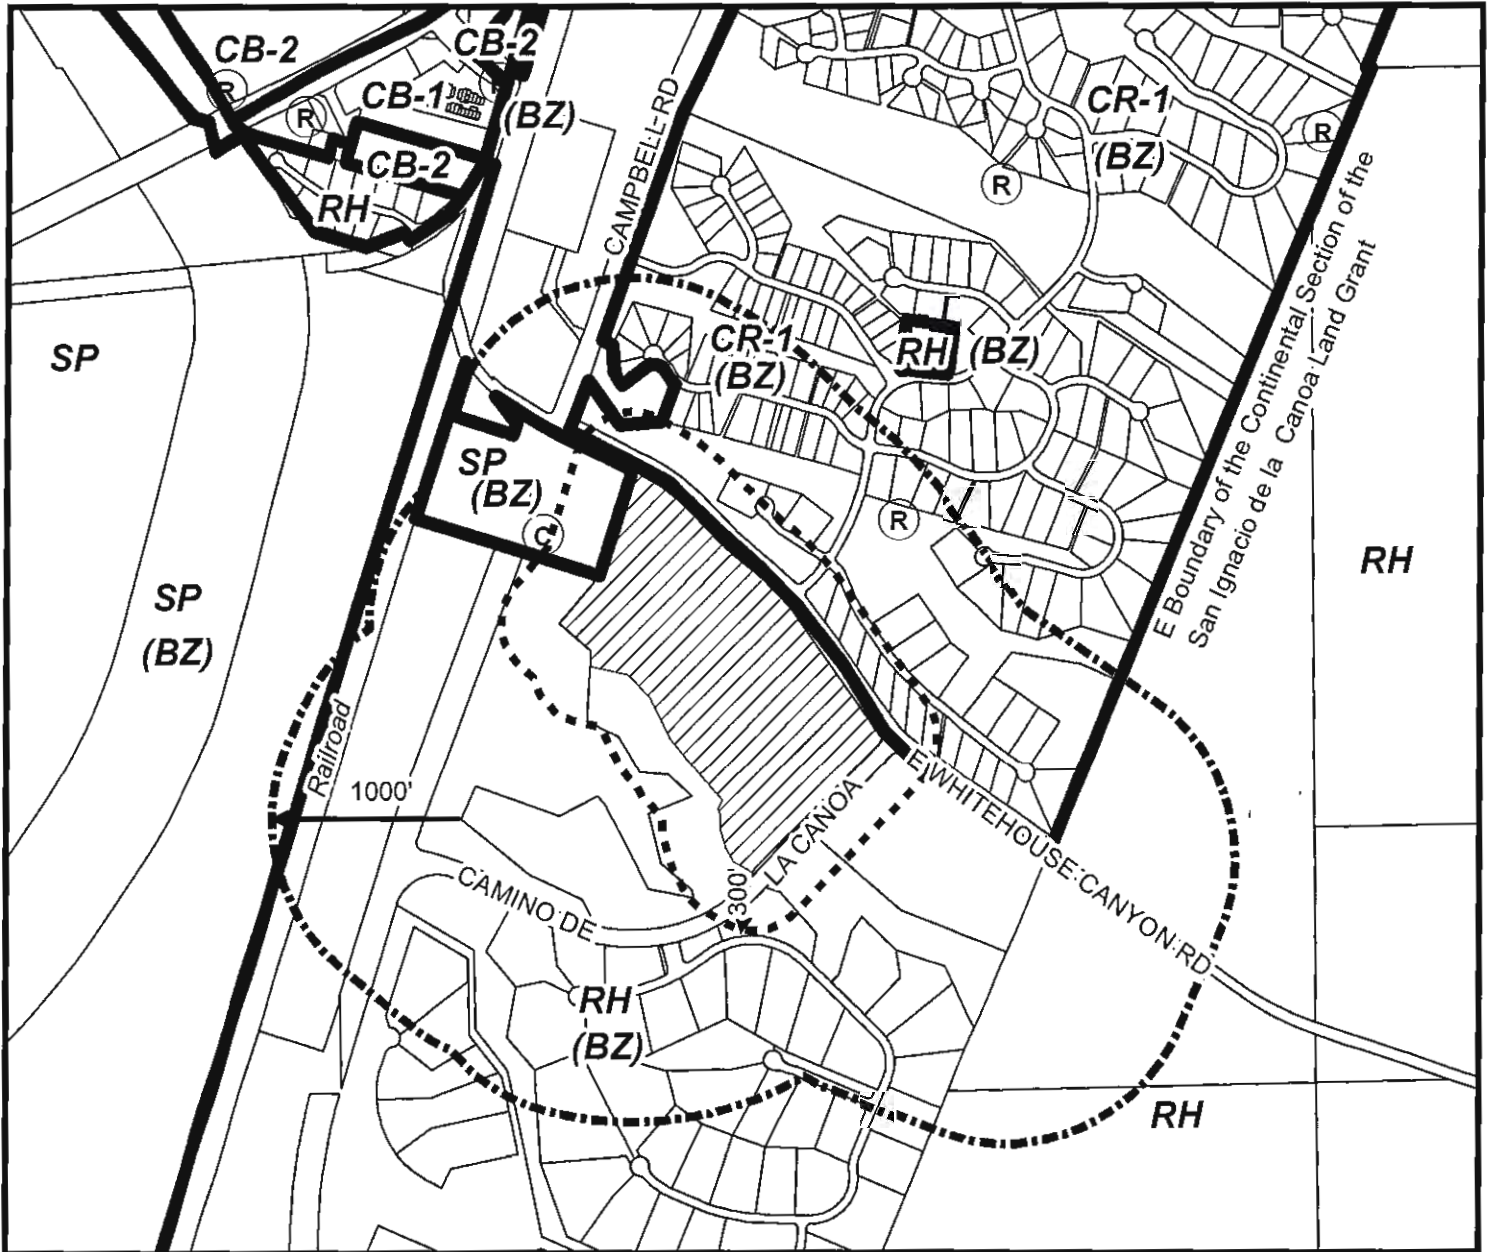 CB-2
CB-2
CB-1
(BZ)
R
R
CB-2
RH
CAMPBELL RD
CR-1
(BZ)
R
R
E Boundary of the Continental Section of the
San Ignacio de la Canoa Land Grant
SP
CR-1
(BZ)
RH
(BZ)
SP
(BZ)
C
R
RH
SP
(BZ)
Railroad
1000'
E WHITEHOUSE CANYON RD
CAMINO DE
LA CANOA
300'
RH
(BZ)
RH